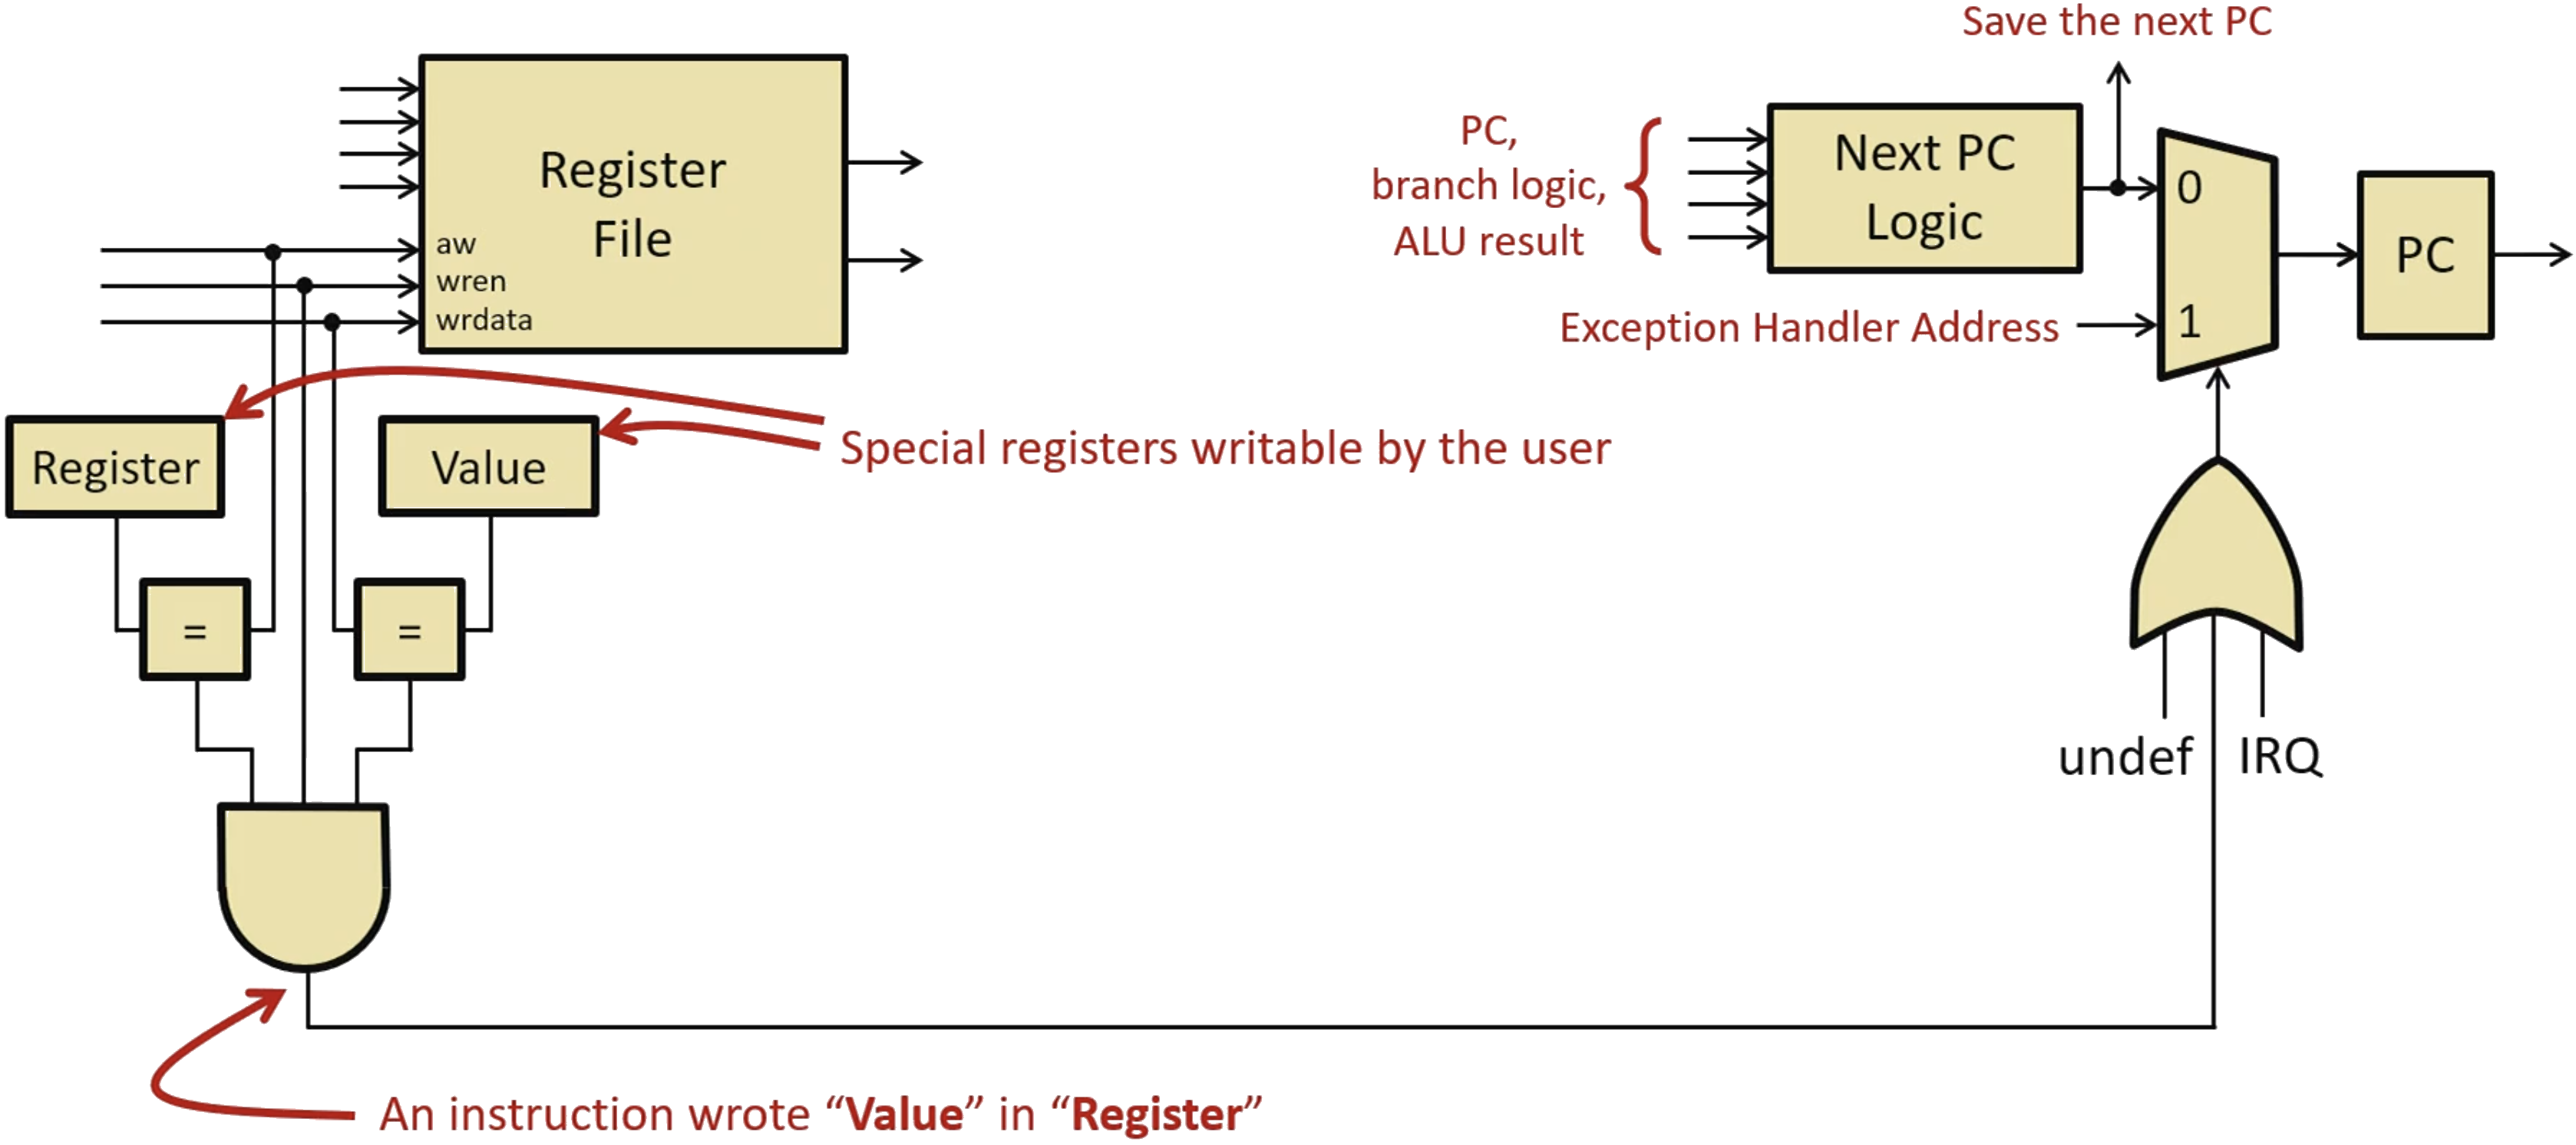 Save the next PC
Register
File
aw
wren
wrdata
PC,
branch logic,
ALU result
Next PC
Logic
0
1
PC
Exception Handler Address
Register
Value
Special registers writable by the user
=
=
undef
IRQ
An instruction wrote “Value” in “Register”